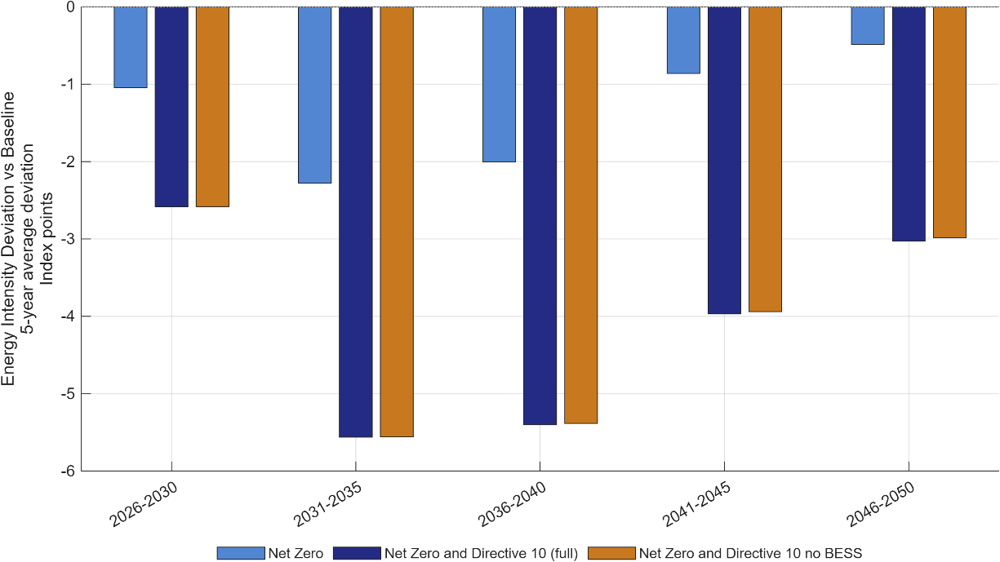 Energy Intensity Deviation vs Baseline
5-year average deviation
Index points
0
-1
-2
-3
-4
-5
-6
2026-2030
2031-2035
2036-2040
2041-2045
2046-2050
Net Zero
Net Zero and Directive 10 (full)
Net Zero and Directive 10 no BESS